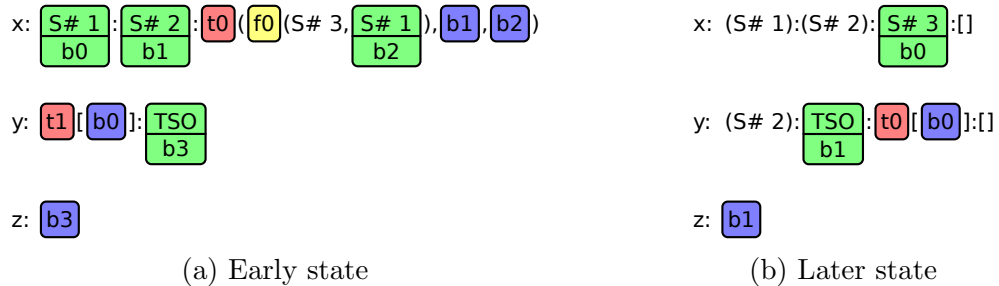 x: S# 1 : S# 2 : t0 ( f0 (S# 3, S# 1 ), b1 , b2 )
b0 b1 b2
y: t1 [ b0 ]: TSO
b3
z: b3
(a) Early state
x: (S# 1):(S# 2): S# 3 :[]
b0
y: (S# 2): TSO : t0 [ b0 ]:[]
b1
z: b1
(b) Later state